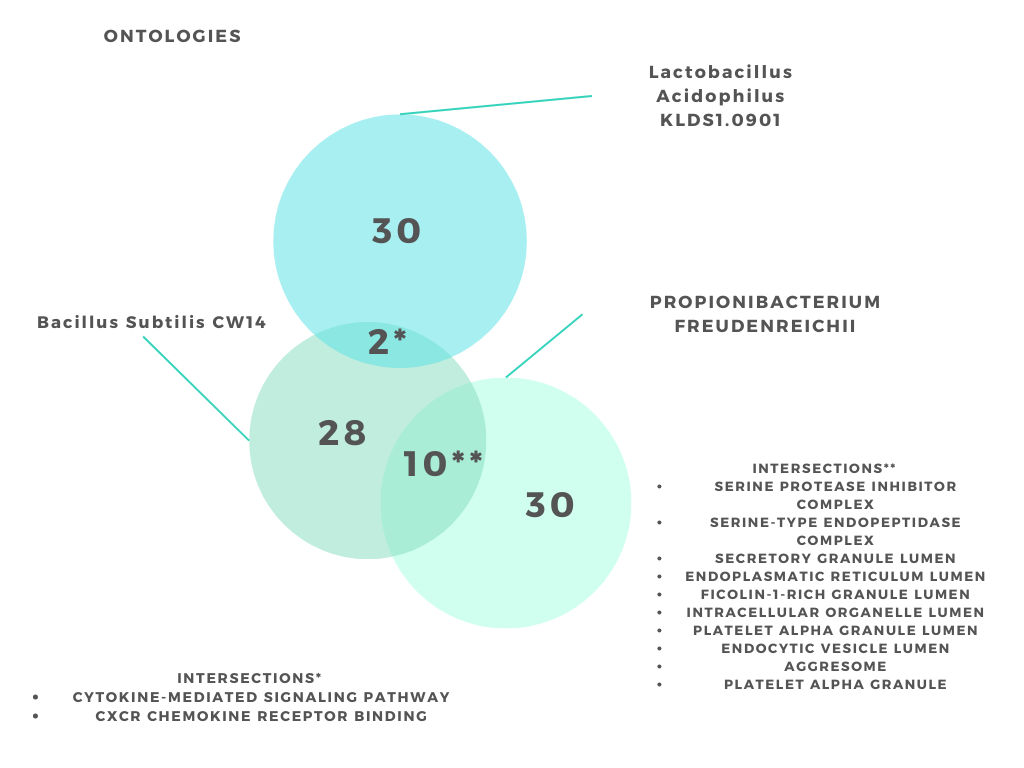 ONTOLOGIES
Lactobacillus
Acidophilus
KLDS1.0901
30
PROPIONIBACTERIUM
FREUDENREICHII
Bacillus Subtilis CW14
2*
28
10**
30
INTERSECTIONS**
• SERINE PROTEASE INHIBITOR
COMPLEX
• SERINE-TYPE ENDOPEPTIDASE
COMPLEX
• SECRETORY GRANULE LUMEN
• ENDOPLASMATIC RETICULUM LUMEN
• FICOLIN-1-RICH GRANULE LUMEN
• INTRACELLULAR ORGANELLE LUMEN
• PLATELET ALPHA GRANULE LUMEN
• ENDOCYTIC VESICLE LUMEN
• AGGRESOME
• PLATELET ALPHA GRANULE
INTERSECTIONS*
• CYTOKINE-MEDIATED SIGNALING PATHWAY
• CXCR CHEMOKINE RECEPTOR BINDING